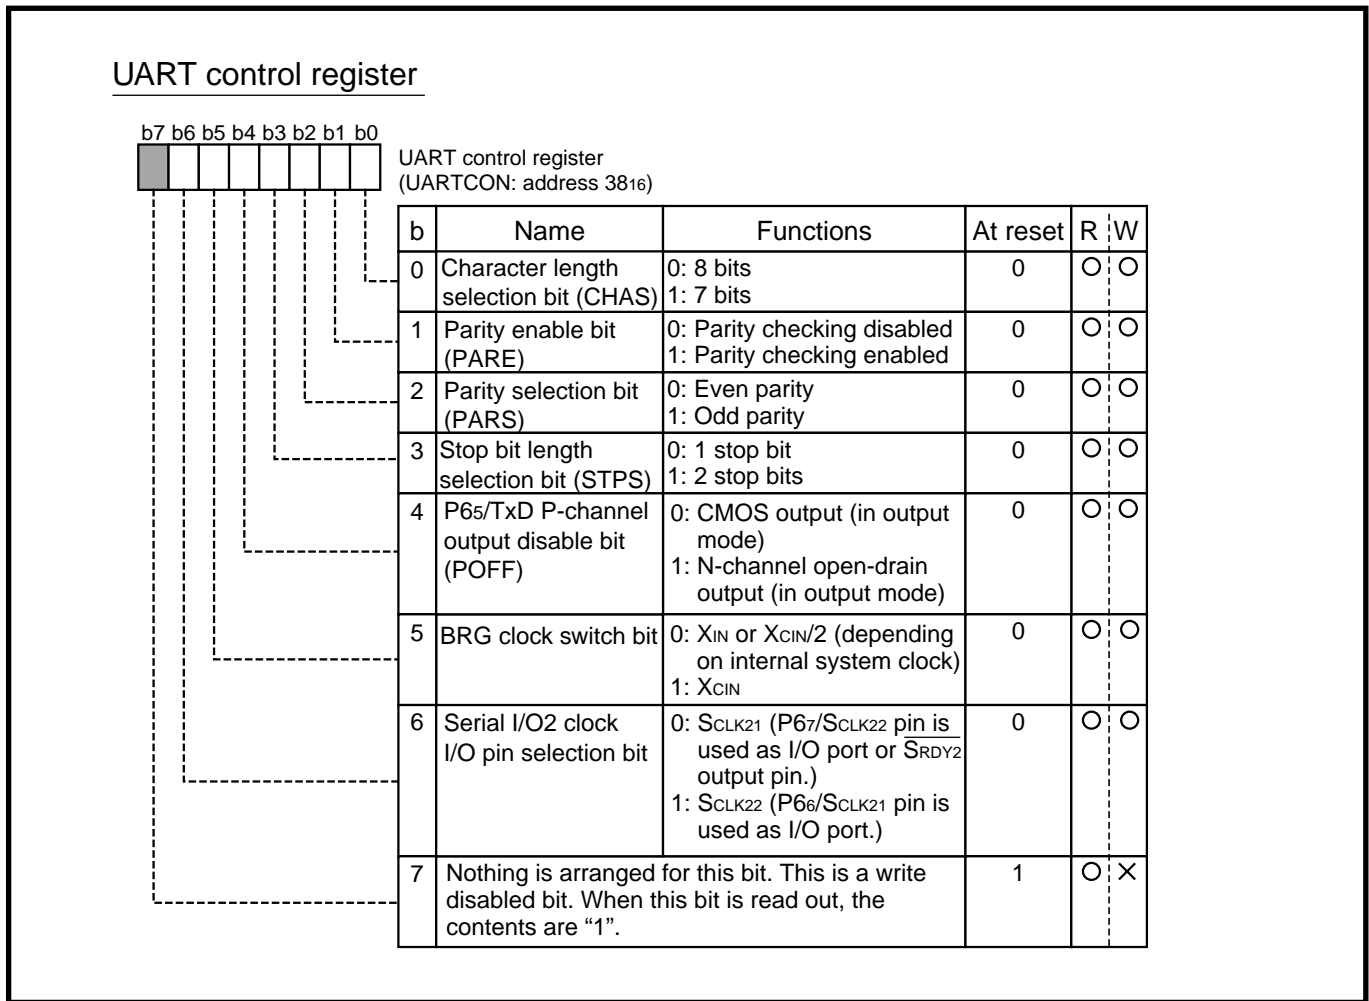 UART control register
b7 b6 b5 b4 b3 b2 b1 b0
UART control register
(UARTCON: address 3816)
b Name Functions At reset R W
0 Character length 0: 8 bits 0 O O
selection bit (CHAS) 1: 7 bits
1 Parity enable bit 0: Parity checking disabled 0 O O
(PARE) 1: Parity checking enabled
2 Parity selection bit 0: Even parity 0 O O
(PARS) 1: Odd parity
3 Stop bit length 0: 1 stop bit 0 O O
selection bit (STPS) 1: 2 stop bits
4 P65/TxD P-channel 0: CMOS output (in output 0 O O
output disable bit mode)
(POFF) 1: N-channel open-drain
output (in output mode)
5 BRG clock switch bit 0: XIN or XCIN/2 (depending 0 O O
on internal system clock)
1: XCIN
6 Serial I/O2 clock 0: SCLK21 (P67/SCLK22 pin is 0 O O
I/O pin selection bit used as I/O port or SRDY2
output pin.)
1: SCLK22 (P66/SCLK21 pin is
used as I/O port.)
7 Nothing is arranged for this bit. This is a write 1 O ×
disabled bit. When this bit is read out, the
contents are “1”.